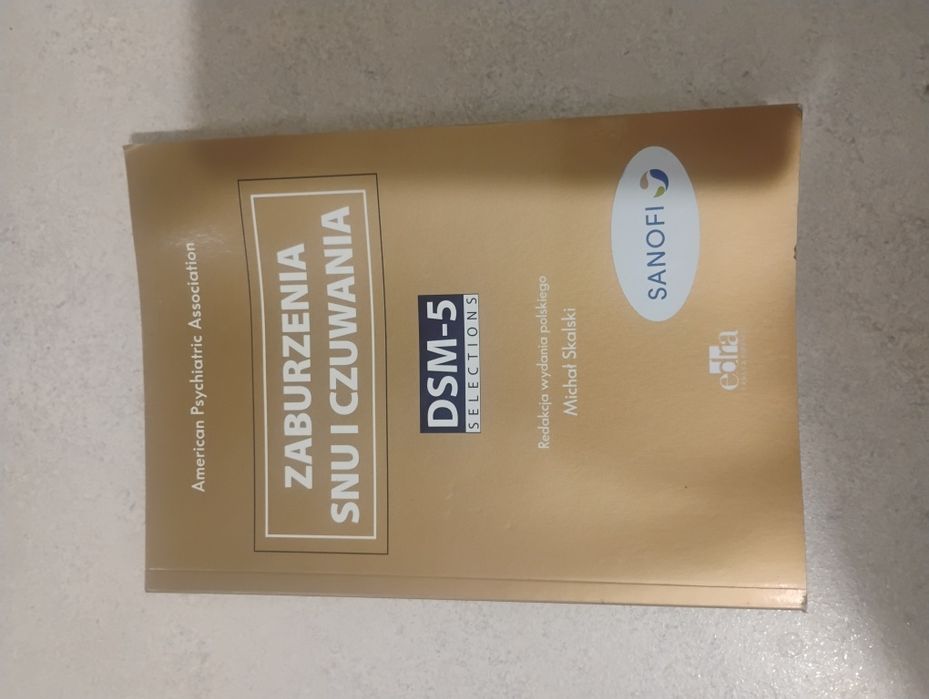 American Psychiatric Association
ZABURZENIA
SNU I CZUWANIA
DSM-5
SELECTIONS
Redakcja wydania polskiego
Michał Skalski
SANOFI
edra